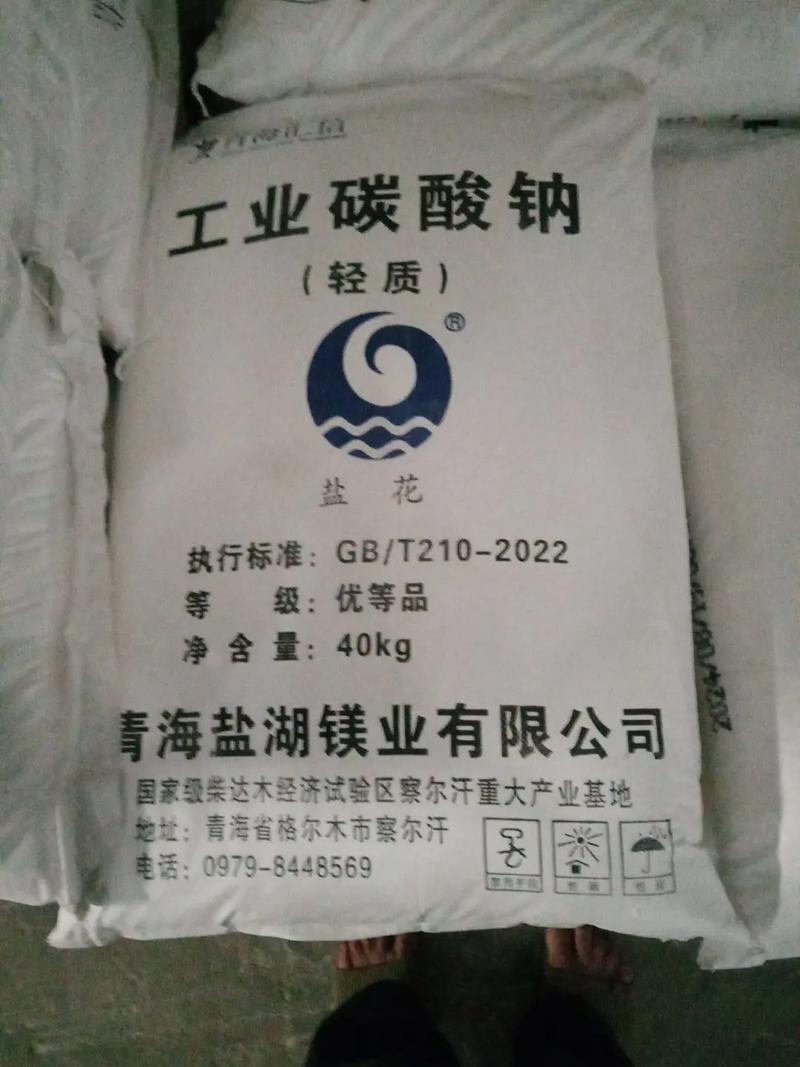 工业碳酸钠
(轻质)
®
盐 花
执行标准: GB/T210-2022
等 级: 优等品
净含量: 40kg
青海盐湖镁业有限公司
国家级柴达木经济试验区察尔汗重大产业基地
地址: 青海省格尔木市察尔汗
电话: 0979-8448569